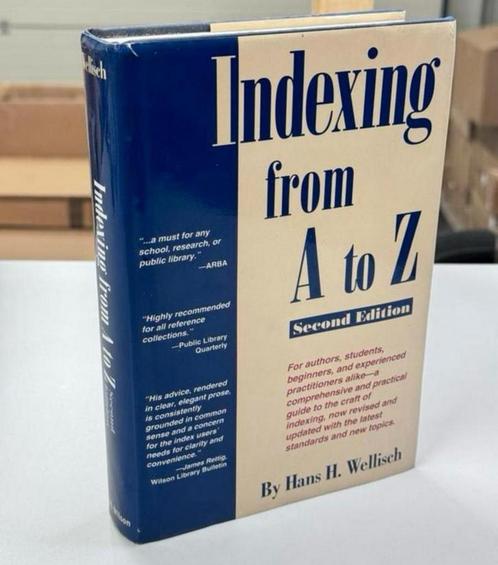 Indexing
from
A to Z
Second Edition
For authors, students,
beginners, and experienced
practitioners alike—a
comprehensive and practical
guide to the craft of
indexing, now revised and
updated with the latest
standards and new topics.
By Hans H. Wellisch
"...a must for any
school, research, or
public library."
—ARBA
"Highly recommended
for all reference
collections."
—Public Library
Quarterly
"His advice, rendered
in clear, elegant prose,
is consistently
grounded in common
sense and a concern
for the index users'
needs for clarity and
convenience."
—James Rettig,
Wilson Library Bulletin
Wellisch
Indexing from A to Z
Second
Wilson